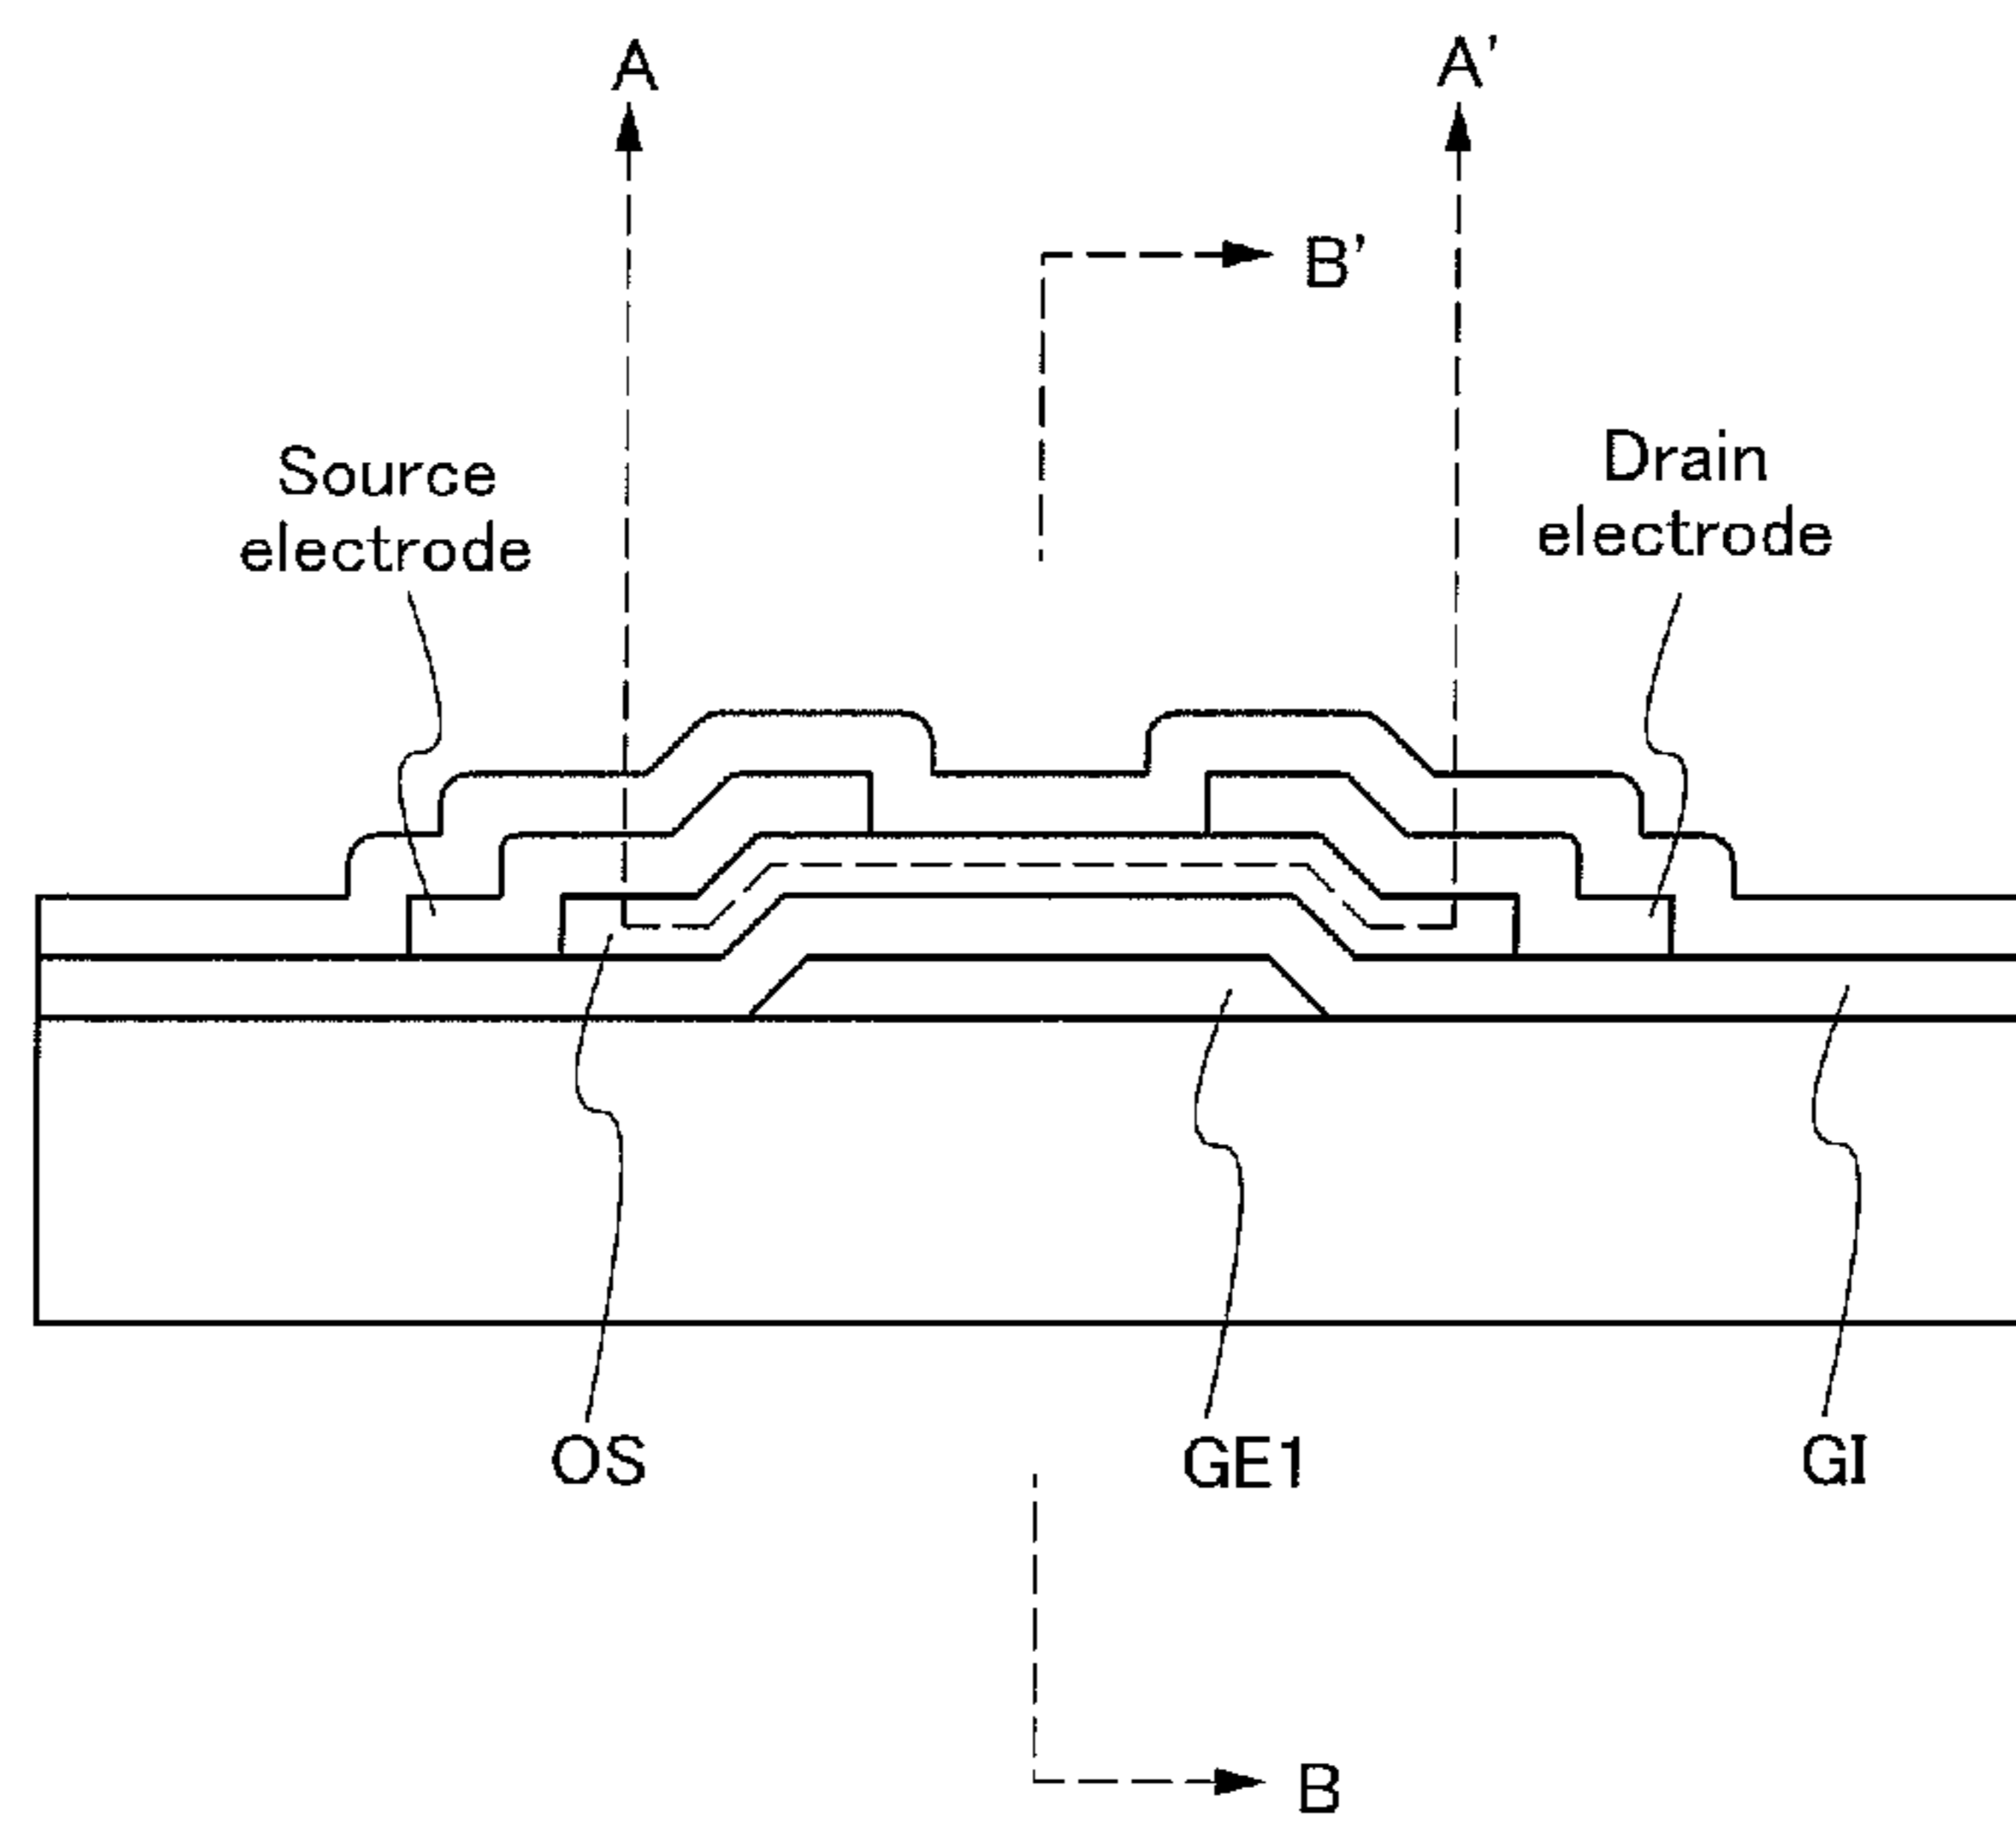 A
A'
B'
Source
electrode
Drain
electrode
OS
GE1
GI
B